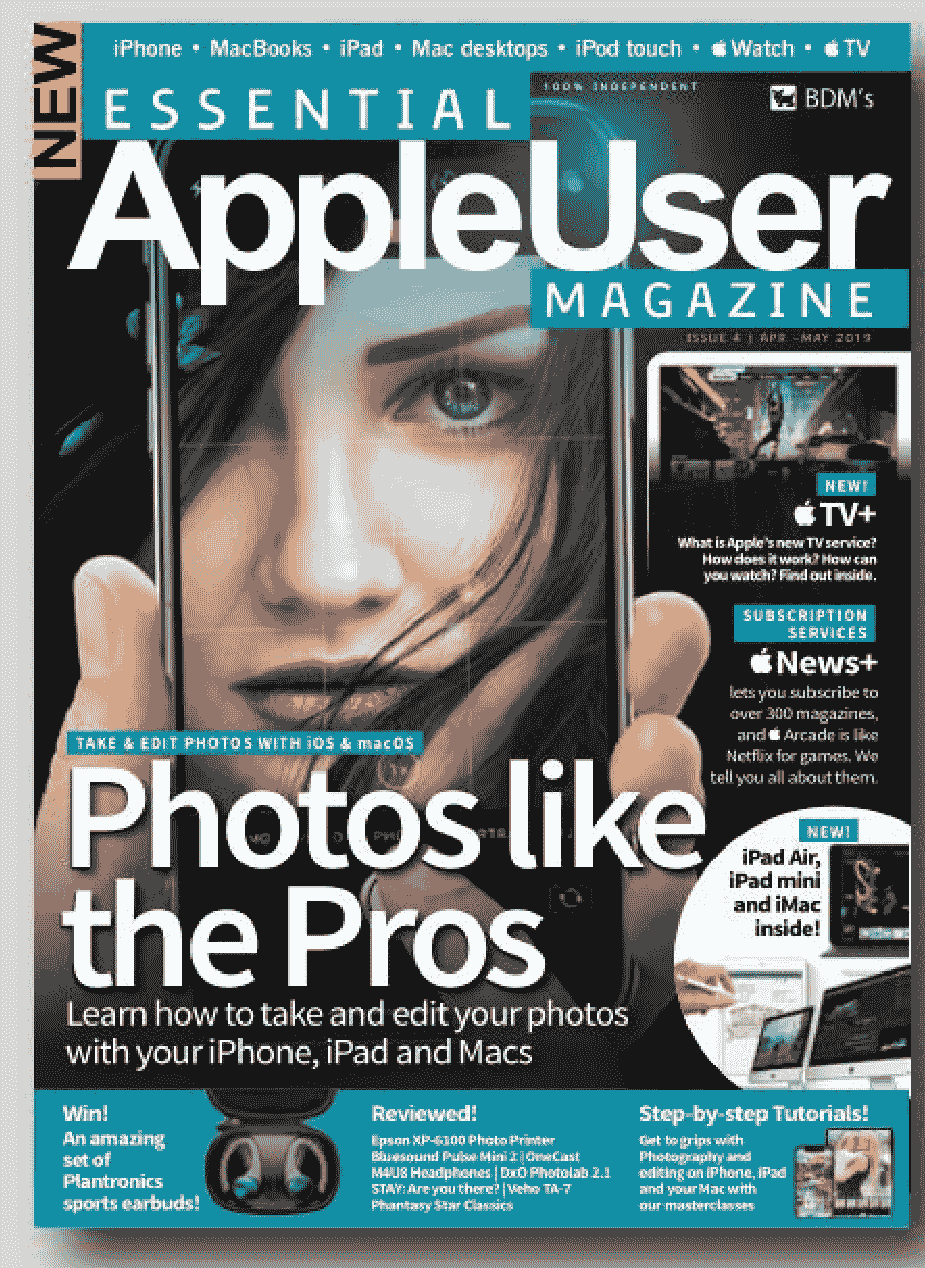 NEW
iPhone • MacBooks • iPad • Mac desktops • iPod touch • Watch • TV
ESSENTIAL
100% INDEPENDENT
BDM's
AppleUser
MAGAZINE
ISSUE 4 | APR - MAY 2019
NEW!
TV+
What is Apple's new TV service?
How does it work? How can
you watch? Find out inside.
SUBSCRIPTION
SERVICES
News+
lets you subscribe to
over 300 magazines,
and Arcade is like
Netflix for games. We
tell you all about them.
TAKE & EDIT PHOTOS WITH iOS & macOS
Photos like
the Pros
Learn how to take and edit your photos
with your iPhone, iPad and Macs
NEW!
iPad Air,
iPad mini
and iMac
inside!
Win!
An amazing
set of
Plantronics
sports earbuds!
Reviewed!
Epson XP-6100 Photo Printer
Bluesound Pulse Mini 2 | OneCast
M4U8 Headphones | DxO Photolab 2.1
STAY: Are you there? | Veho TA-7
Phantasy Star Classics
Step-by-step Tutorials!
Get to grips with
Photography and
editing on iPhone, iPad
and your Mac with
our masterclasses